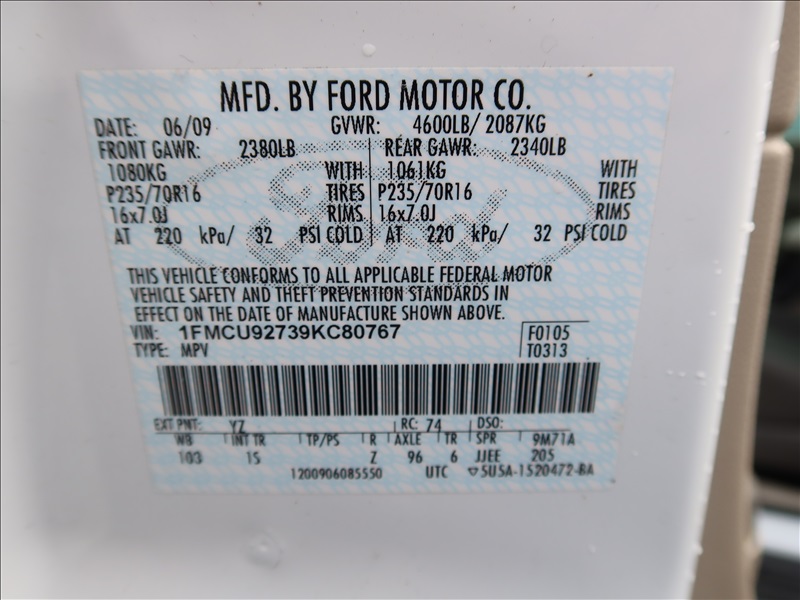 MFD. BY FORD MOTOR CO.
DATE: 06/09 GVWR: 4600LB/ 2087KG
FRONT GAWR: 2380LB REAR GAWR: 2340LB
1080KG WITH 1061KG WITH
P235/70R16 TIRES P235/70R16 TIRES
16x7.0J RIMS 16x7.0J RIMS
AT 220 kPa/ 32 PSI COLD AT 220 kPa/ 32 PSI COLD
Ford
THIS VEHICLE CONFORMS TO ALL APPLICABLE FEDERAL MOTOR
VEHICLE SAFETY AND THEFT PREVENTION STANDARDS IN
EFFECT ON THE DATE OF MANUFACTURE SHOWN ABOVE.
VIN: 1FMCU92739KC80767 F0105
TYPE: MPV T0313
EXT PNT: YZ RC: 74 DSO:
WB INT TR TP/PS R AXLE TR SPR 9M71A
103 IS Z 96 6 JJEE 205
1200906085550 UTC ▽5U5A-1520472-BA